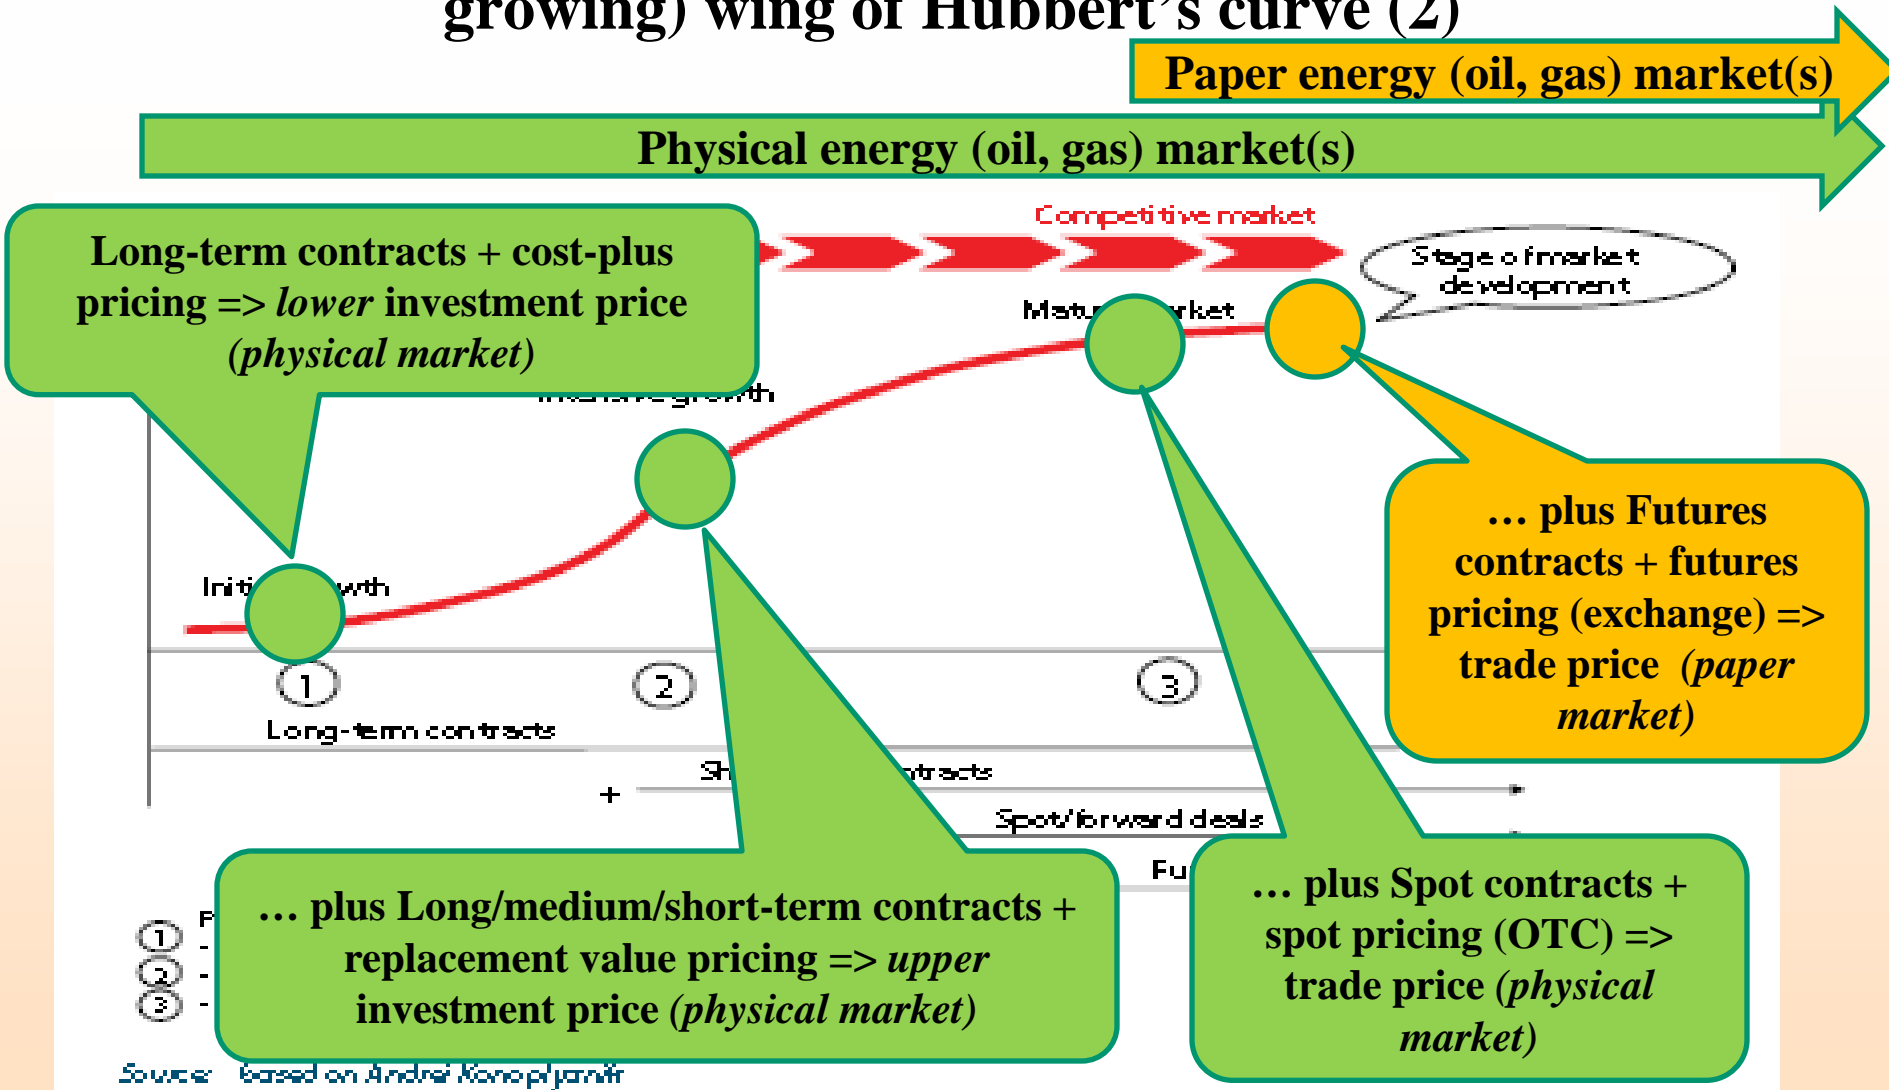 growing) wing of Hubbert's curve (2)
Paper energy (oil, gas) market(s)
Physical energy (oil, gas) market(s)
Competitive market
Long-term contracts + cost-plus
pricing => lower investment price
(physical market)
Stage of market
development
growth
… plus Futures
contracts + futures
pricing (exchange) =>
trade price (paper
market)
1
2
3
Long-term contracts
+
Spot/forward deals
… plus Long/medium/short-term contracts +
replacement value pricing => upper
investment price (physical market)
… plus Spot contracts +
spot pricing (OTC) =>
trade price (physical
market)
1 -
2 -
3 -
Source: based on Andrei Konoplyanik